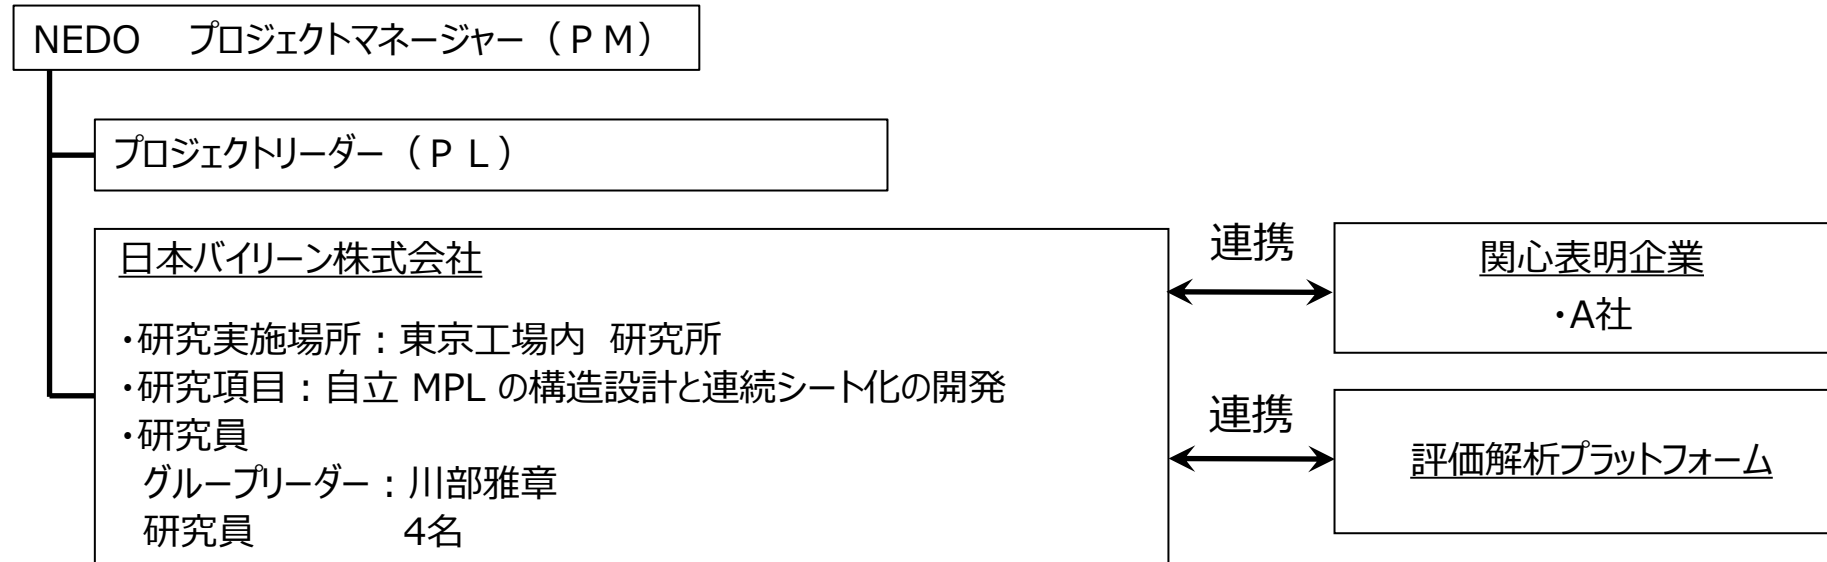 NEDO　プロジェクトマネージャー（ＰＭ）
プロジェクトリーダー（ＰＬ）
日本バイリーン株式会社
・研究実施場所：東京工場内 研究所
・研究項目：自立 MPL の構造設計と連続シート化の開発
・研究員
グループリーダー：川部雅章
研究員　　　4名
連携
関心表明企業
・A社
連携
評価解析プラットフォーム